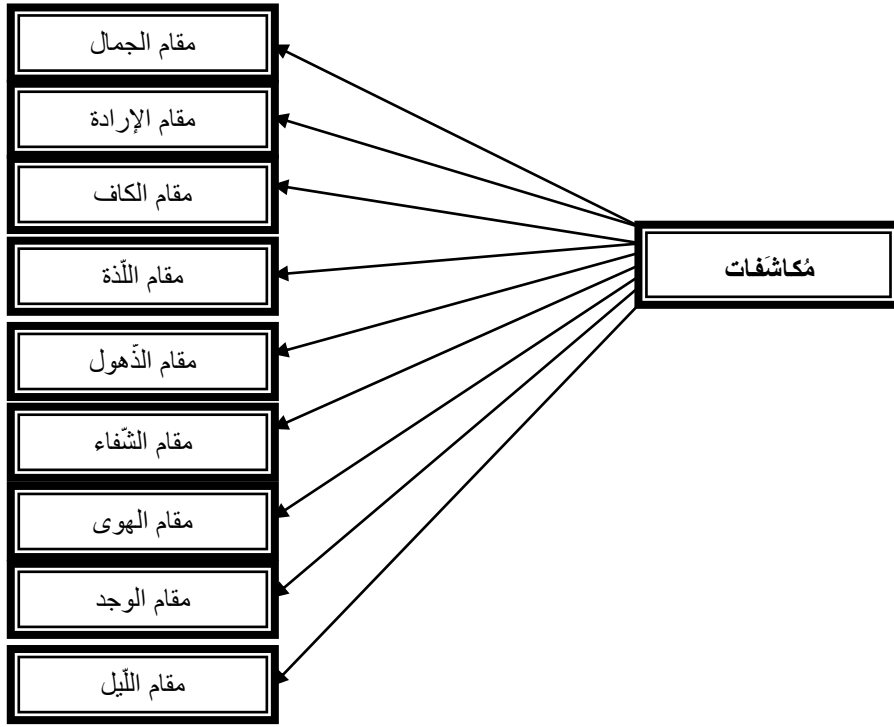 مُكاشَفات
مقام الجمال
مقام الإرادة
مقام الكاف
مقام اللّذة
مقام الذّهول
مقام الشّفاء
مقام الهوى
مقام الوجد
مقام اللّيل